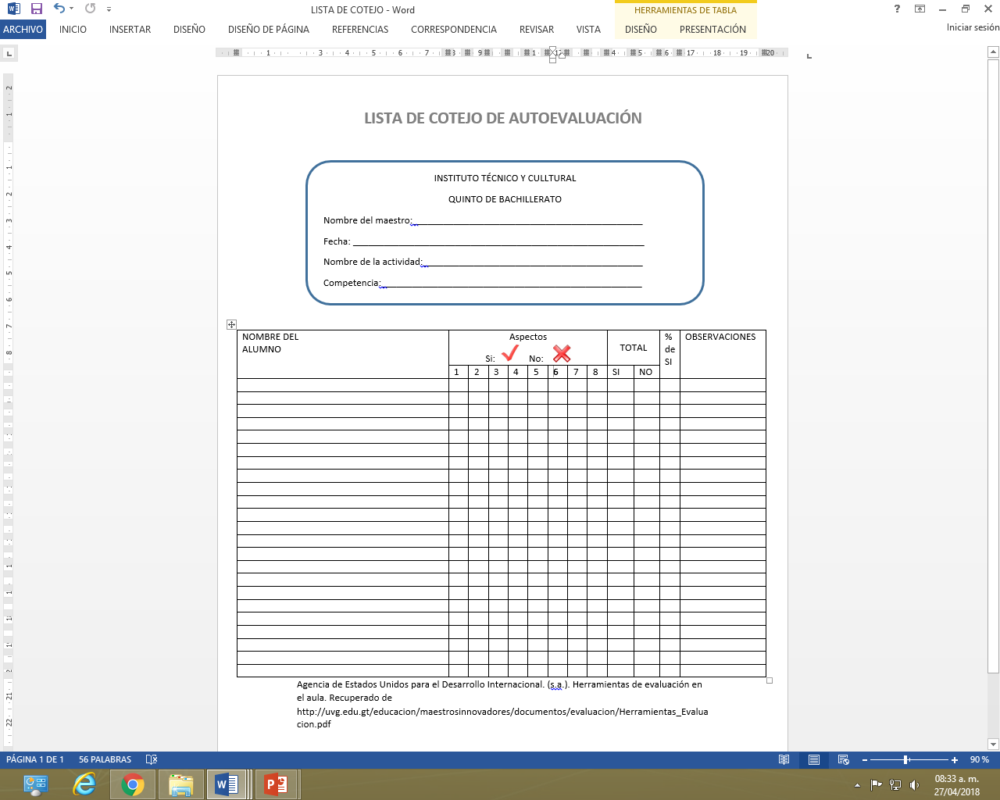 LISTA DE COTEJO - Word
HERRAMIENTAS DE TABLA
ARCHIVO INICIO INSERTAR DISEÑO DISEÑO DE PÁGINA REFERENCIAS CORRESPONDENCIA REVISAR VISTA DISEÑO PRESENTACIÓN Iniciar sesión
LISTA DE COTEJO DE AUTOEVALUACIÓN
INSTITUTO TÉCNICO Y CULLTURAL
QUINTO DE BACHILLERATO
Nombre del maestro:
Fecha:
Nombre de la actividad:
Competencia:
NOMBRE DEL
ALUMNO
Aspectos
Si: No:
1 2 3 4 5 6 7 8
TOTAL
SI NO
%
de
SI
OBSERVACIONES
Agencia de Estados Unidos para el Desarrollo Internacional. (s.a.). Herramientas de evaluación en
el aula. Recuperado de
http://uvg.edu.gt/educacion/maestrosinnovadores/documentos/evaluacion/Herramientas_Evalua
cion.pdf
PÁGINA 1 DE 1 56 PALABRAS 90 %
08:33 a. m.
27/04/2018